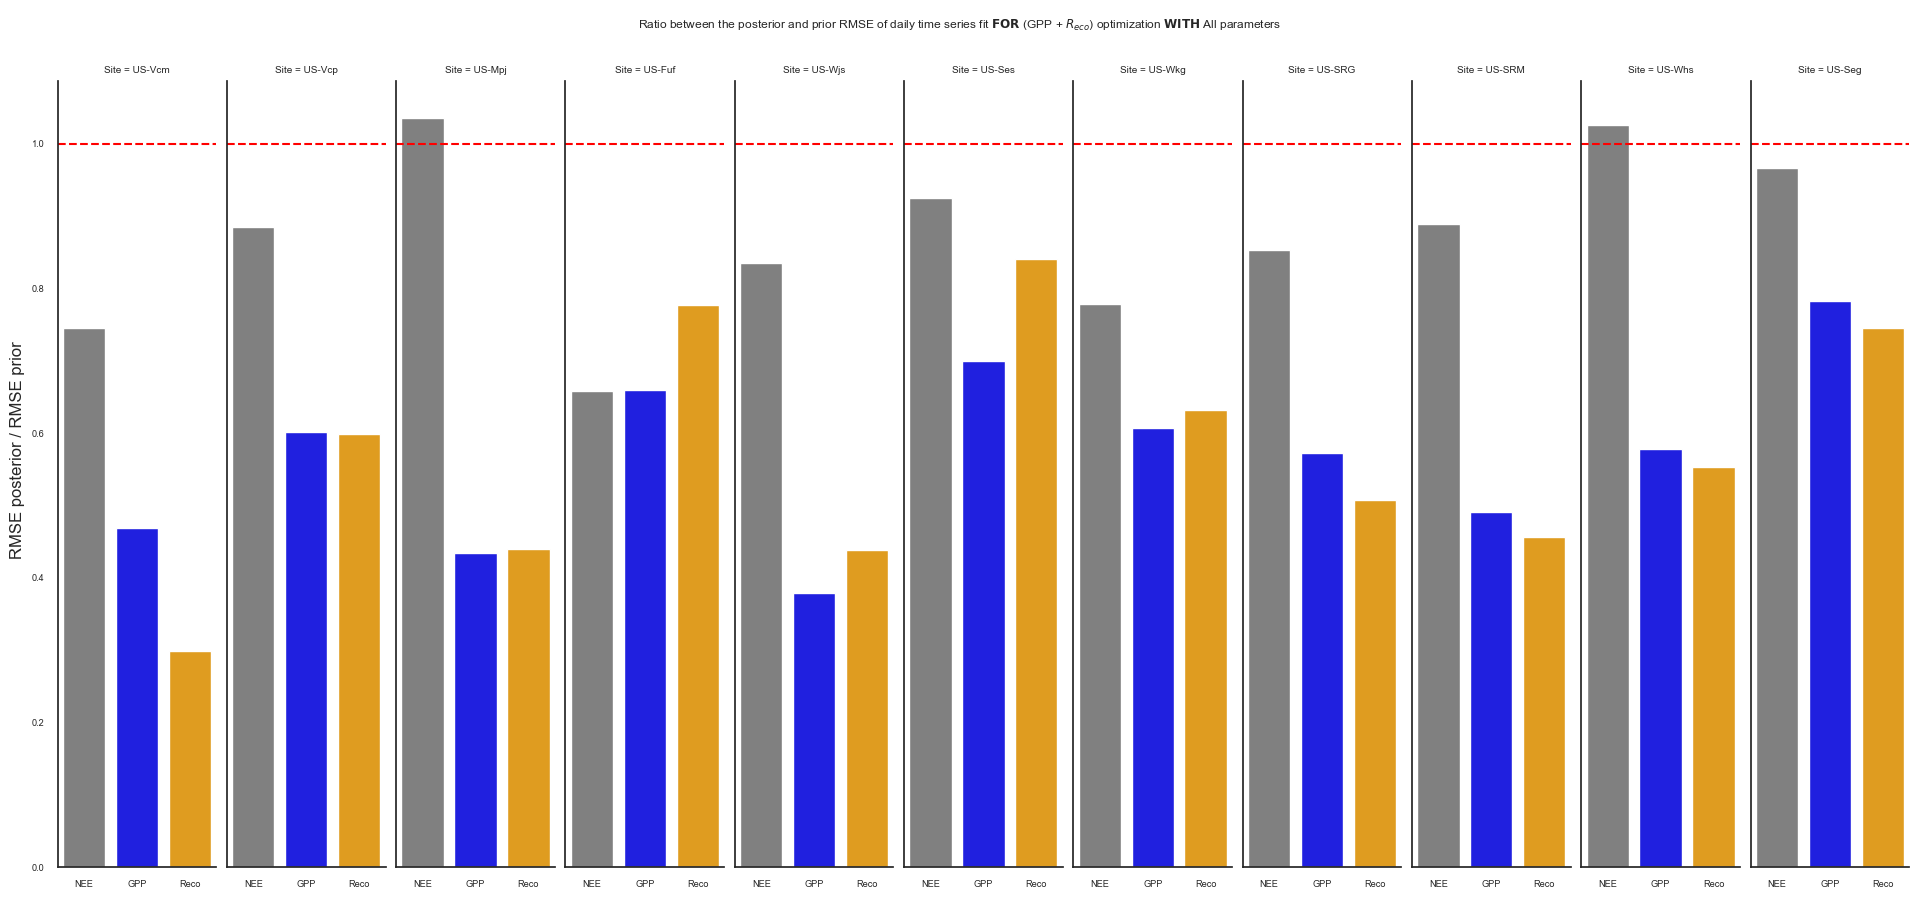 Ratio between the posterior and prior RMSE of daily time series fit FOR (GPP + Reco) optimization WITH All parameters
Site = US-Vcm
Site = US-Vcp
Site = US-Mpj
Site = US-Fuf
Site = US-Wjs
Site = US-Ses
Site = US-Wkg
Site = US-SRG
Site = US-SRM
Site = US-Whs
Site = US-Seg
RMSE posterior / RMSE prior
1.0
0.8
0.6
0.4
0.2
0.0
NEE GPP Reco
NEE GPP Reco
NEE GPP Reco
NEE GPP Reco
NEE GPP Reco
NEE GPP Reco
NEE GPP Reco
NEE GPP Reco
NEE GPP Reco
NEE GPP Reco
NEE GPP Reco